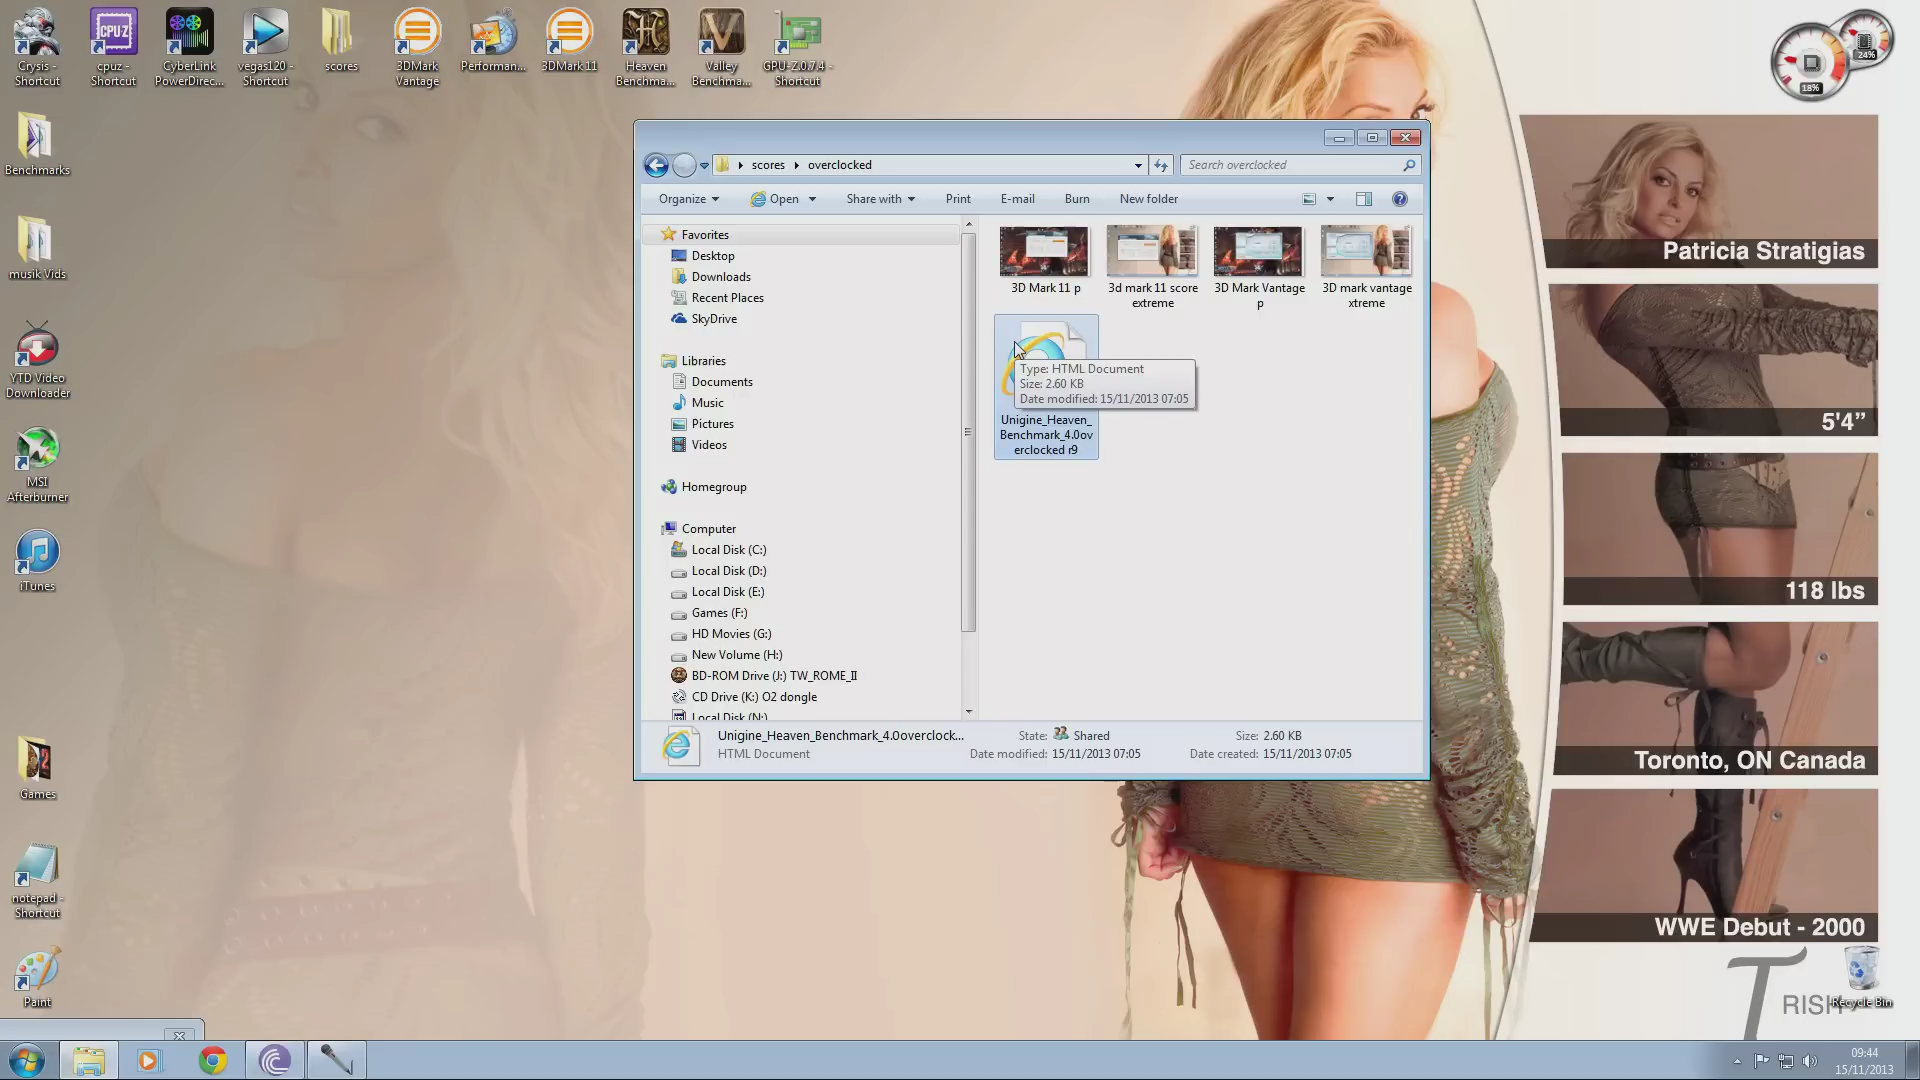 Crysis -
Shortcut
cpuz -
Shortcut
CyberLink
PowerDirec...
vegas120 -
Shortcut
scores
3DMark
Vantage
Performan...
3DMark 11
Heaven
Benchma...
Valley
Benchma...
GPU-Z.0.7.4 -
Shortcut
CPU-Z
24%
18%
Benchmarks
musik Vids
YTD Video
Downloader
MSI
Afterburner
iTunes
Games
notepad -
Shortcut
Paint
scores
overclocked
Search overclocked
Organize
Open
Share with
Print
E-mail
Burn
New folder
Favorites
Desktop
Downloads
Recent Places
SkyDrive
Libraries
Documents
Music
Pictures
Videos
Homegroup
Computer
Local Disk (C:)
Local Disk (D:)
Local Disk (E:)
Games (F:)
HD Movies (G:)
New Volume (H:)
BD-ROM Drive (J:) TW_ROME_II
CD Drive (K:) O2 dongle
Local Disk (N:)
3D Mark 11 p
3d mark 11 score
extreme
3D Mark Vantage
p
3D mark vantage
xtreme
Type: HTML Document
Size: 2.60 KB
Date modified: 15/11/2013 07:05
Unigine_Heaven_
Benchmark_4.0ov
erclocked r9
Unigine_Heaven_Benchmark_4.0overclock...
State: Shared
Size: 2.60 KB
HTML Document
Date modified: 15/11/2013 07:05
Date created: 15/11/2013 07:05
Patricia Stratigias
5'4”
118 lbs
Toronto, ON Canada
WWE Debut - 2000
TRISH
Recycle Bin
09:44
15/11/2013